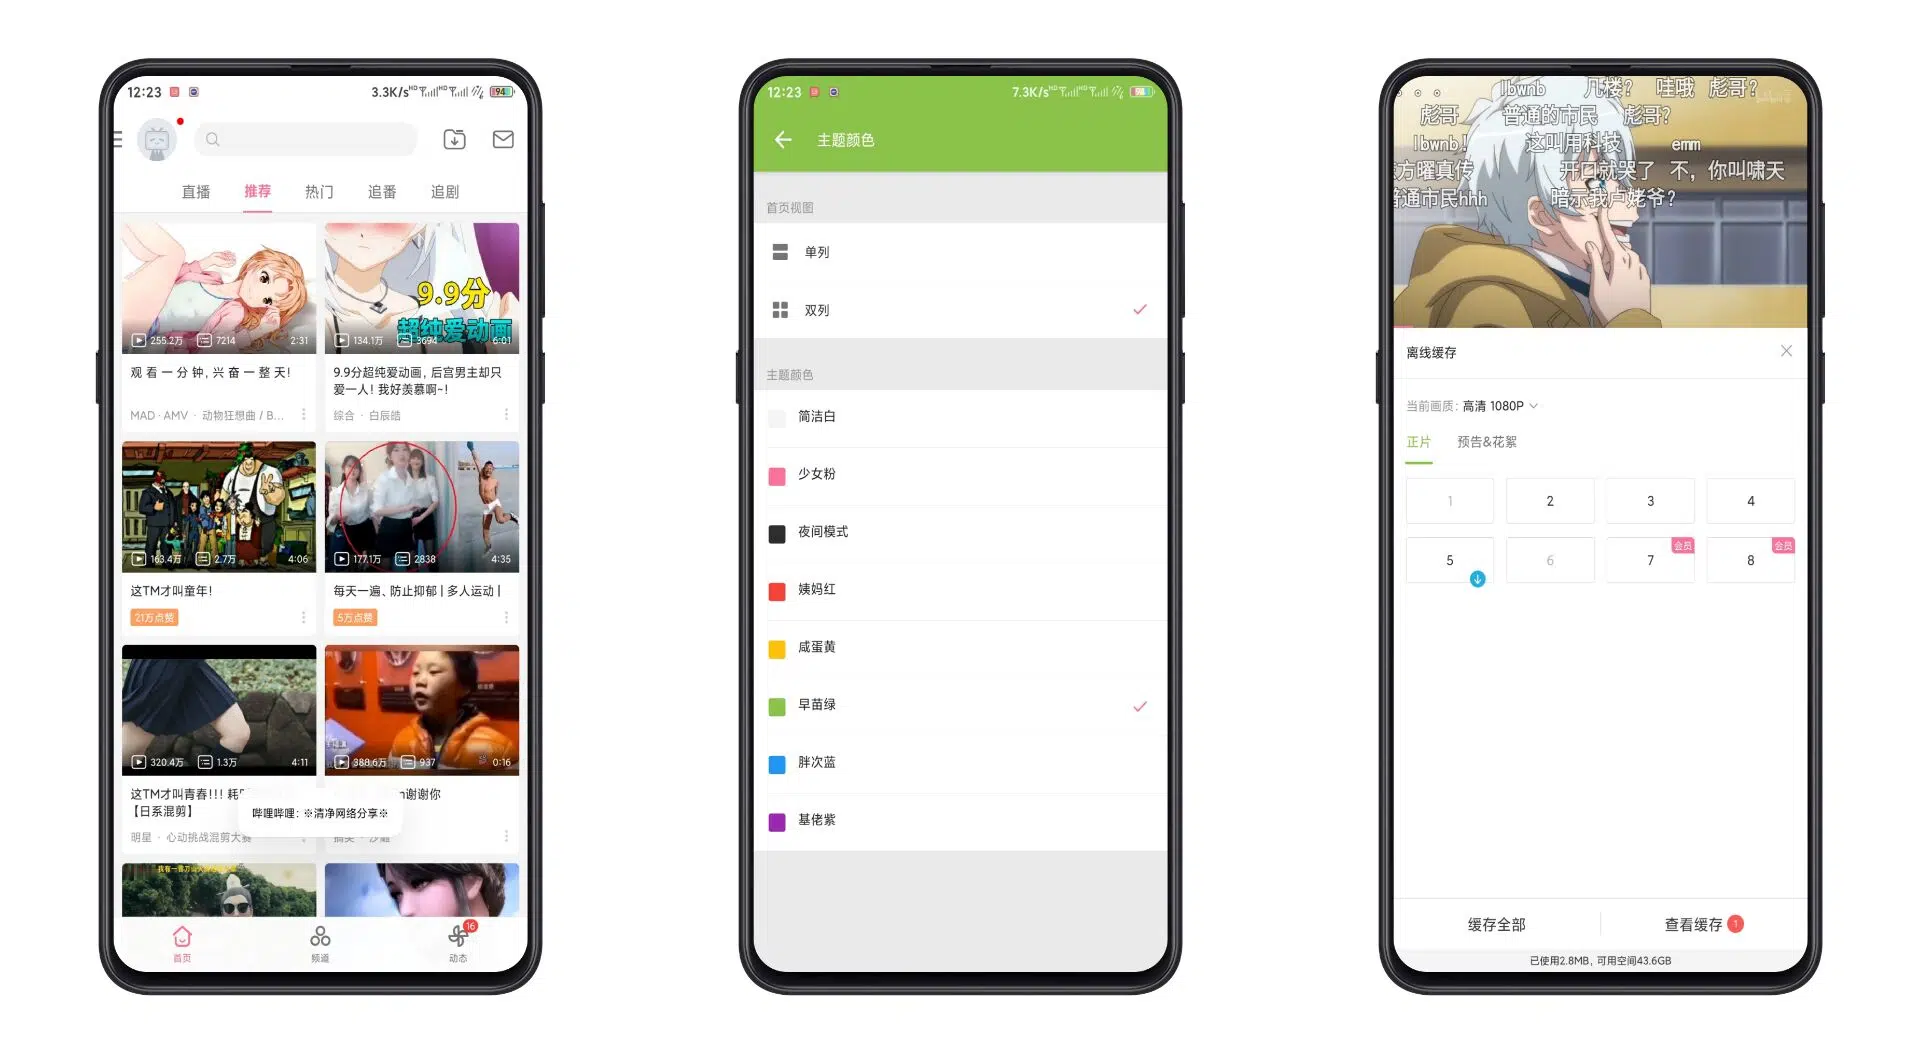 12:23
3.3K/s
94
直播
推荐
热门
追番
追剧
9.9分
超纯爱动画
255.2万
7214
2:31
134.1万
3694
6:01
观 看 一 分 钟, 兴 奋 一 整 天!
9.9分超纯爱动画, 后宫男主却只
爱一人! 我好羡慕啊~!
MAD · AMV · 动物狂想曲 / B...
综合 · 白辰皓
163.4万
2.7万
4:06
177.1万
2838
4:35
这TM才叫童年!
每天一遍、防止抑郁 | 多人运动 |
21万点赞
5万点赞
320.4万
1.3万
4:11
388.6万
937
0:16
这TM才叫青春!!!
谢谢你
【日系混剪】
哔哩哔哩: ※清净网络分享※
明星 · 心动挑战混剪大赛
首页
频道
动态
16
12:23
7.3K/s
主题颜色
首页视图
单列
双列
主题颜色
简洁白
少女粉
夜间模式
姨妈红
咸蛋黄
早苗绿
胖次蓝
基佬紫
lbwnb
几楼?
哇哦
彪哥?
彪哥
普通的市民
彪哥?
lbwnb!
这叫用科技
emm
方曜真传
开口就哭了
不, 你叫啸天
普通市民hhh
暗示我卢姥爷?
离线缓存
当前画质: 高清 1080P
正片
预告&花絮
1
2
3
4
5
6
7
会员
8
会员
缓存全部
查看缓存
1
已使用2.8MB, 可用空间43.6GB